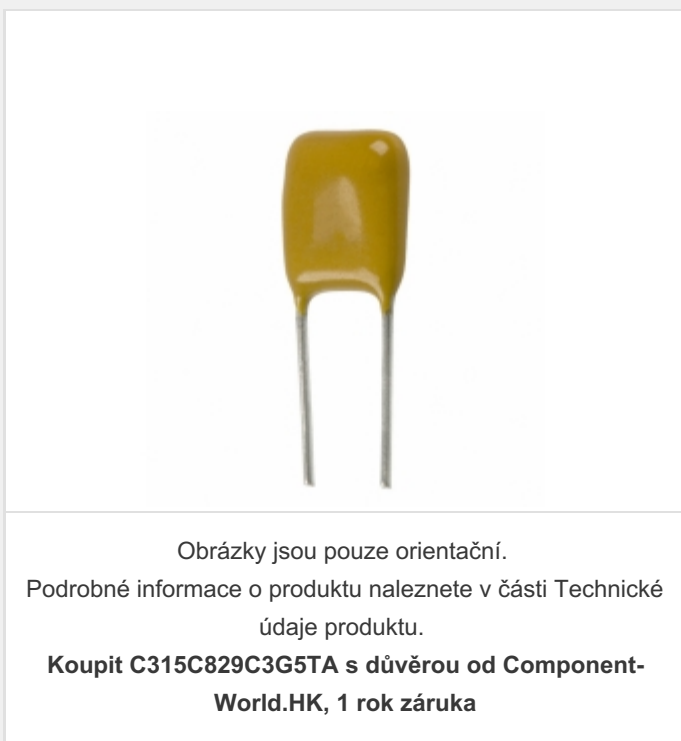 Obrázky jsou pouze orientační.
Podrobné informace o produktu naleznete v části Technické
údaje produktu.
Koupit C315C829C3G5TA s důvěrou od Component-
World.HK, 1 rok záruka